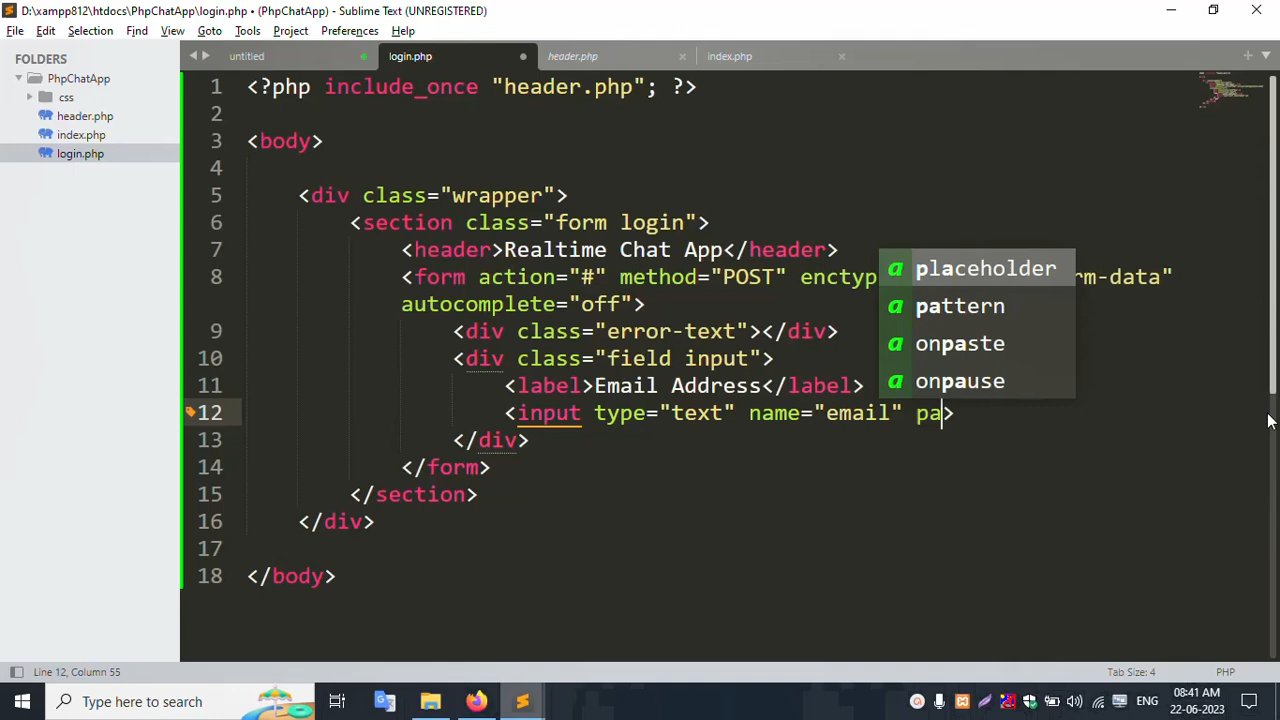 D:\xampp812\htdocs\PhpChatApp\login.php • (PhpChatApp) - Sublime Text (UNREGISTERED)
File Edit Selection Find View Goto Tools Project Preferences Help
FOLDERS
PhpChatApp
css
header.php
index.php
login.php
untitled login.php header.php index.php
1 <?php include_once "header.php"; ?>
2
3 <body>
4
5 <div class="wrapper">
6 <section class="form login">
7 <header>Realtime Chat App</header>
8 <form action="#" method="POST" enctyp rm-data"
autocomplete="off">
9 <div class="error-text"></div>
10 <div class="field input">
11 <label>Email Address</label>
12 <input type="text" name="email" pa>
13 </div>
14 </form>
15 </section>
16 </div>
17
18 </body>
a placeholder
a pattern
a onpaste
a onpause
Line 12, Column 55 Tab Size: 4 PHP
Type here to search
ENG
08:41 AM
22-06-2023